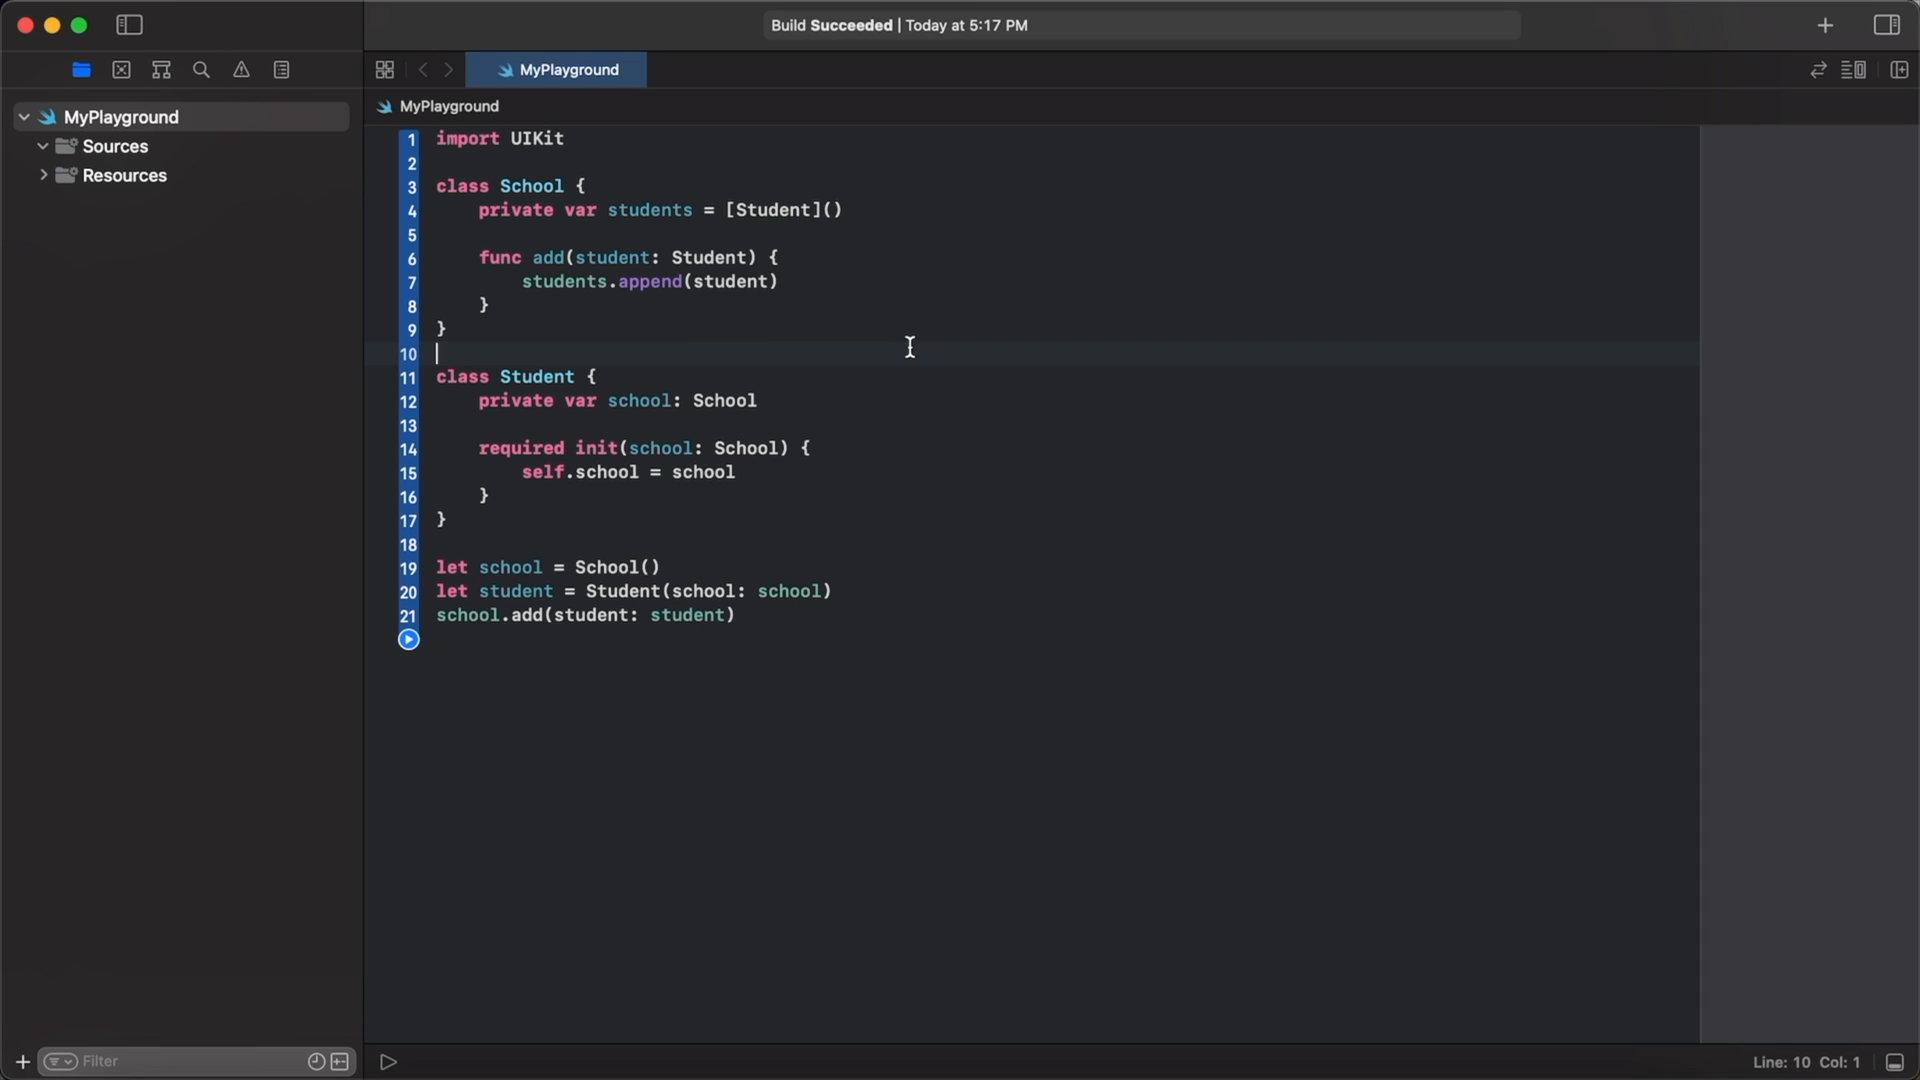 Build Succeeded | Today at 5:17 PM
MyPlayground
MyPlayground
MyPlayground
Sources
Resources
1 import UIKit
2
3 class School {
4     private var students = [Student]()
5
6     func add(student: Student) {
7         students.append(student)
8     }
9 }
10
11 class Student {
12     private var school: School
13
14     required init(school: School) {
15         self.school = school
16     }
17 }
18
19 let school = School()
20 let student = Student(school: school)
21 school.add(student: student)
Filter
Line: 10 Col: 1